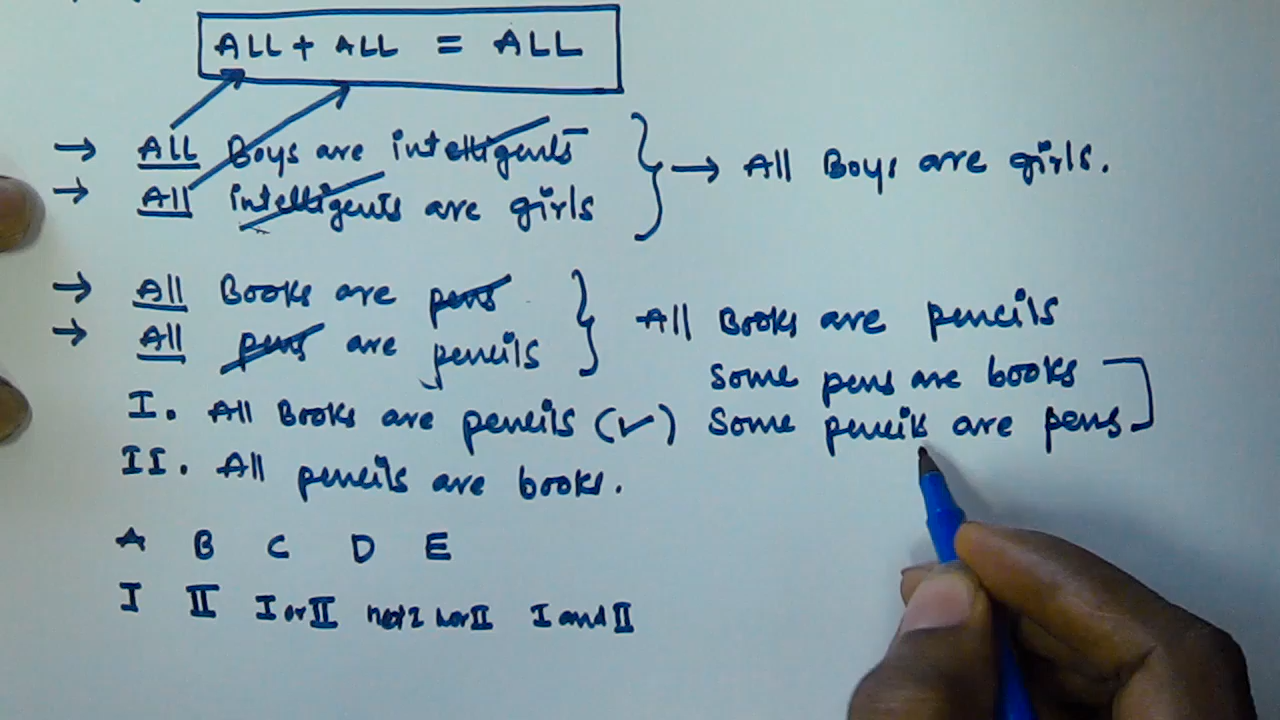 ALL + ALL = ALL
→ ALL Boys are intelligents
→ All intelligents are girls
→ All Boys are girls.
→ All Books are pens
→ All pens are pencils
All Books are pencils
Some pens are books
Some pencils are pens
I. All Books are pencils (✓)
II. All pencils are books.
A B C D E
I II I or II not I nor II I and II